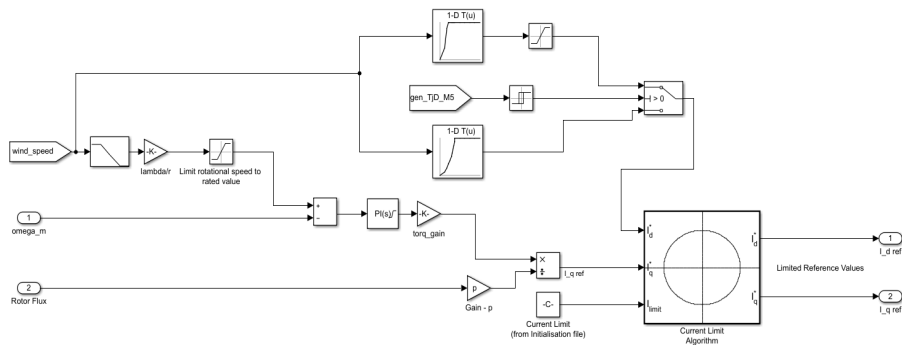 1-D T(u)
gen_TjD_M5
> 0
1-D T(u)
wind_speed
-K-
lambda/r
Limit rotational speed to
rated value
+
−
PI(s)
-K-
torq_gain
1
omega_m
×
÷
I_q ref
2
Rotor Flux
p
Gain - p
-C-
Current Limit
(from Initialisation file)
I*d
I*q
Ilimit
I*d
I*q
Current Limit
Algorithm
Limited Reference Values
1
I_d ref
2
I_q ref